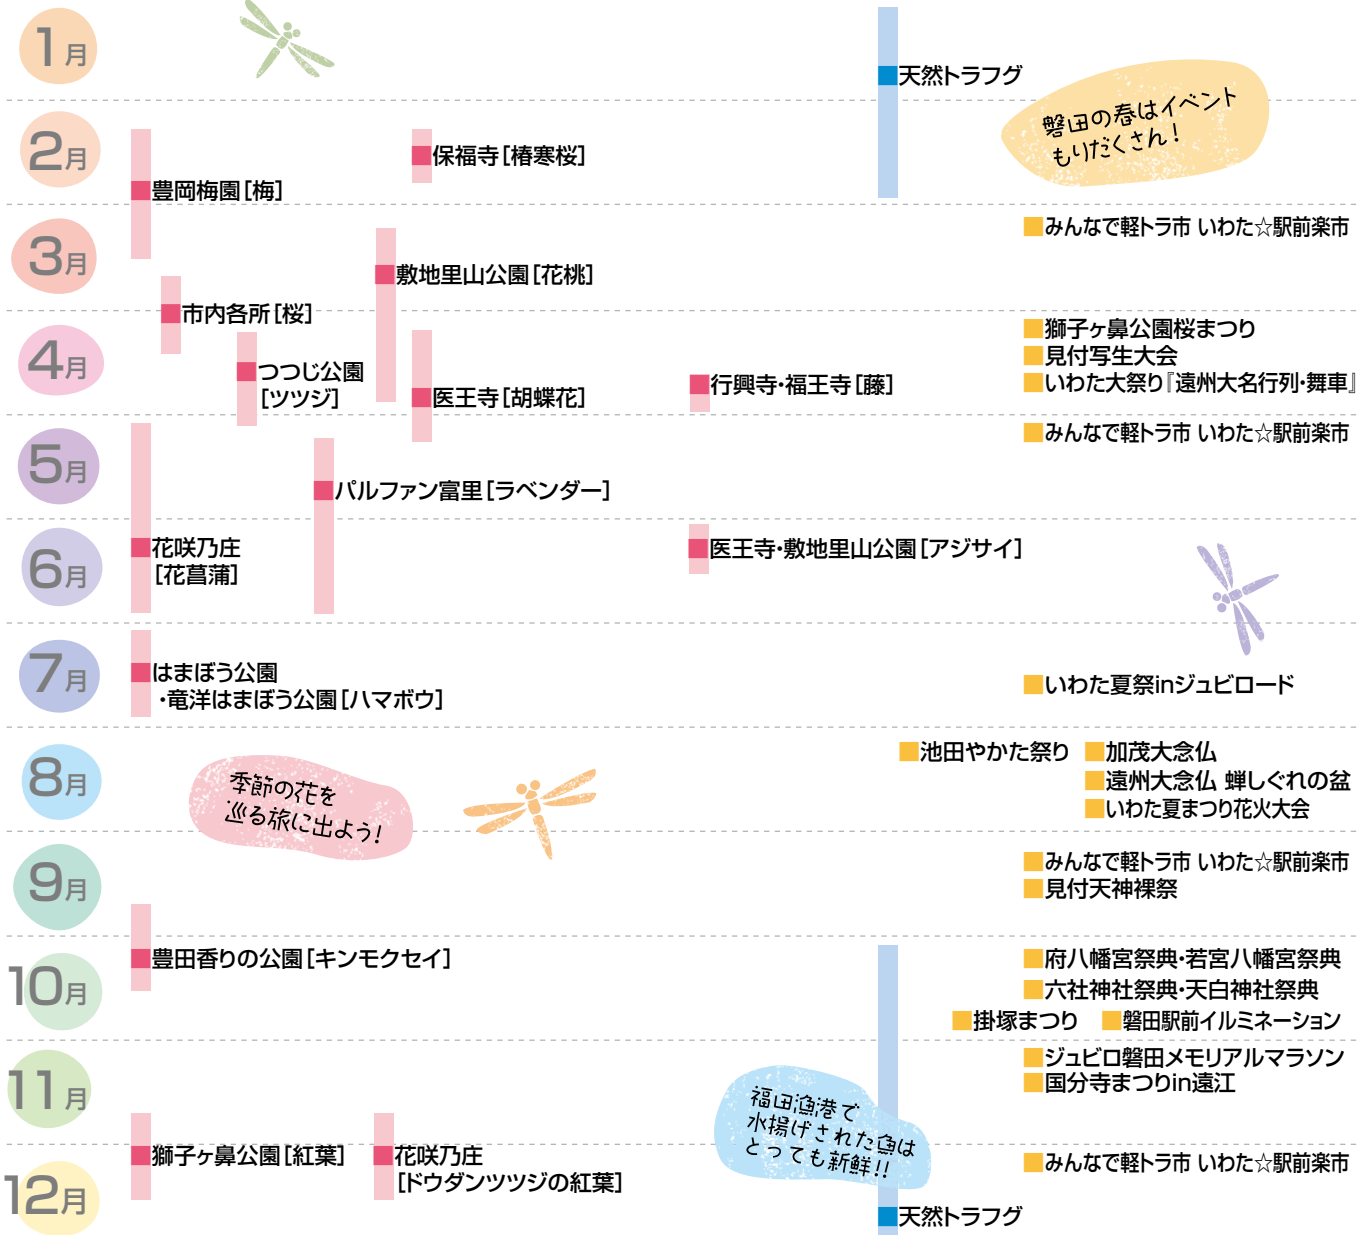 1月
天然トラフグ
磐田の春はイベント
もりだくさん!
2月
保福寺[椿寒桜]
豊岡梅園[梅]
3月
みんなで軽トラ市 いわた☆駅前楽市
敷地里山公園[花桃]
市内各所[桜]
4月
つつじ公園
[ツツジ]
医王寺[胡蝶花]
行興寺・福王寺[藤]
獅子ヶ鼻公園桜まつり
見付写生大会
いわた大祭り『遠州大名行列・舞車』
5月
みんなで軽トラ市 いわた☆駅前楽市
パルファン富里[ラベンダー]
6月
花咲乃庄
[花菖蒲]
医王寺・敷地里山公園[アジサイ]
7月
はまぼう公園
・竜洋はまぼう公園[ハマボウ]
いわた夏祭inジュビロード
8月
季節の花を
巡る旅に出よう!
池田やかた祭り
加茂大念仏
遠州大念仏 蝉しぐれの盆
いわた夏まつり花火大会
9月
みんなで軽トラ市 いわた☆駅前楽市
見付天神裸祭
10月
豊田香りの公園[キンモクセイ]
府八幡宮祭典・若宮八幡宮祭典
六社神社祭典・天白神社祭典
掛塚まつり
磐田駅前イルミネーション
11月
ジュビロ磐田メモリアルマラソン
国分寺まつりin遠江
福田漁港で
水揚げされた魚は
とっても新鮮!!
12月
獅子ヶ鼻公園[紅葉]
花咲乃庄
[ドウダンツツジの紅葉]
みんなで軽トラ市 いわた☆駅前楽市
天然トラフグ